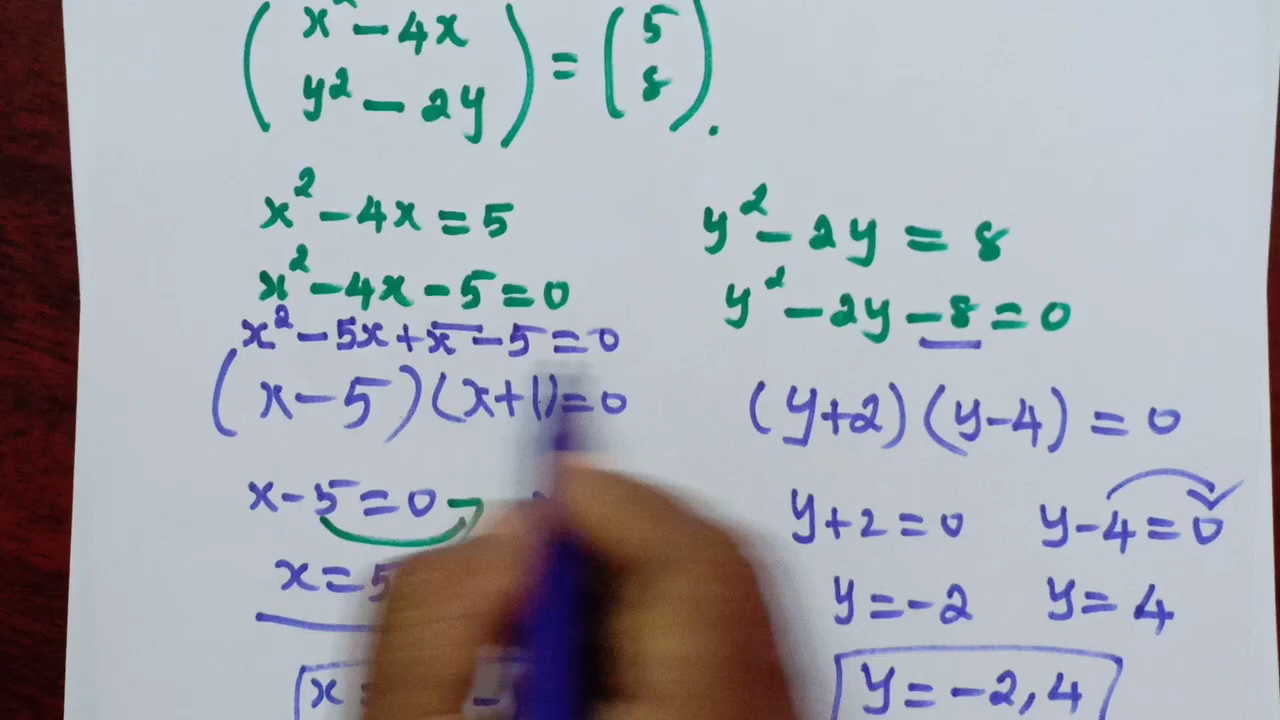 x² - 4x
y² - 2y
=
5
8
.
x² - 4x = 5
x² - 4x - 5 = 0
x² - 5x + x - 5 = 0
(x - 5)(x + 1) = 0
x - 5 = 0
x = 5
x =
y² - 2y = 8
y² - 2y - 8 = 0
(y + 2)(y - 4) = 0
y + 2 = 0 y - 4 = 0
y = -2 y = 4
y = -2, 4